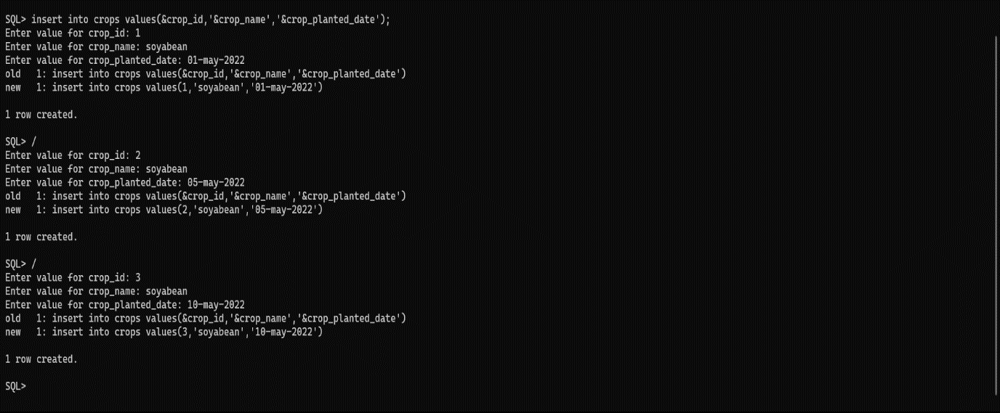 SQL> insert into crops values(&crop_id,'&crop_name','&crop_planted_date');
Enter value for crop_id: 1
Enter value for crop_name: soyabean
Enter value for crop_planted_date: 01-may-2022
old   1: insert into crops values(&crop_id,'&crop_name','&crop_planted_date')
new   1: insert into crops values(1,'soyabean','01-may-2022')
1 row created.
SQL> /
Enter value for crop_id: 2
Enter value for crop_name: soyabean
Enter value for crop_planted_date: 05-may-2022
old   1: insert into crops values(&crop_id,'&crop_name','&crop_planted_date')
new   1: insert into crops values(2,'soyabean','05-may-2022')
1 row created.
SQL> /
Enter value for crop_id: 3
Enter value for crop_name: soyabean
Enter value for crop_planted_date: 10-may-2022
old   1: insert into crops values(&crop_id,'&crop_name','&crop_planted_date')
new   1: insert into crops values(3,'soyabean','10-may-2022')
1 row created.
SQL>